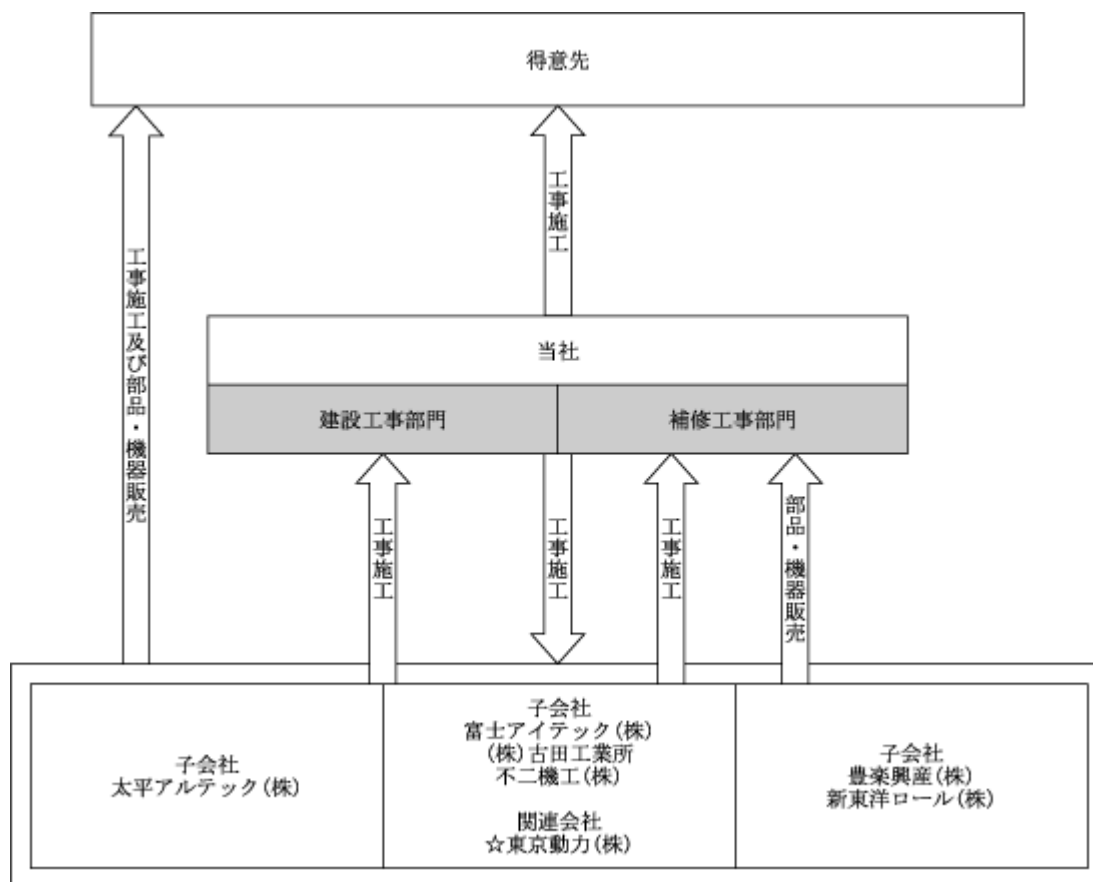 得意先
工事施工及び部品・機器販売
工事施工
当社
建設工事部門
補修工事部門
工事施工
工事施工
工事施工
部品・機器販売
子会社
太平アルテック(株)
子会社
富士アイテック(株)
(株)古田工業所
不二機工(株)
関連会社
☆東京動力(株)
子会社
豊楽興産(株)
新東洋ロール(株)